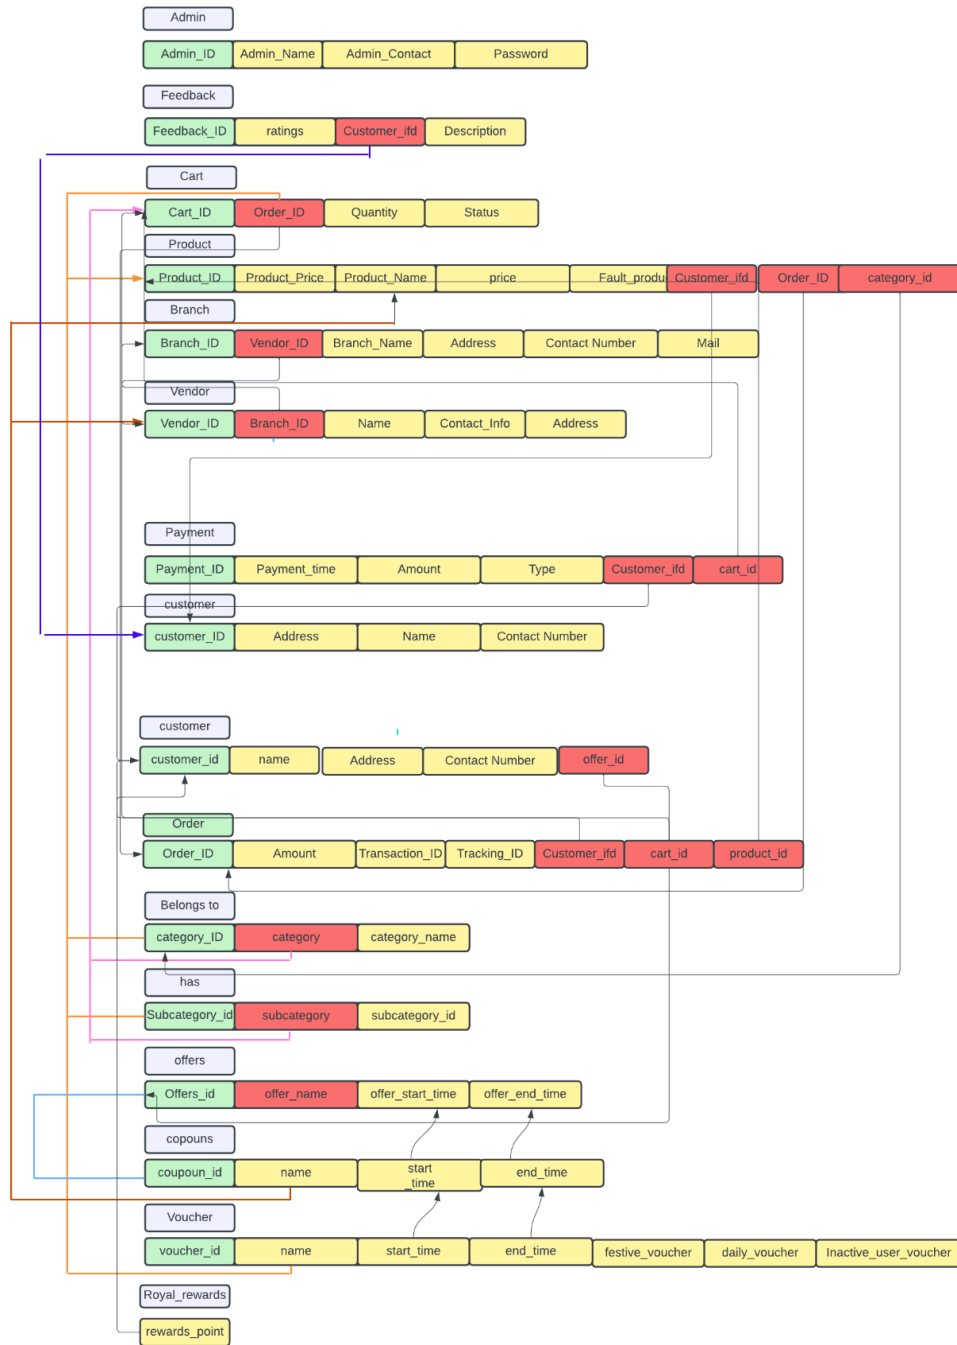 Admin
Admin_ID Admin_Name Admin_Contact Password
Feedback
Feedback_ID ratings Customer_ifd Description
Cart
Cart_ID Order_ID Quantity Status
Product
Product_ID Product_Price Product_Name price Fault_produ Customer_ifd Order_ID category_id
Branch
Branch_ID Vendor_ID Branch_Name Address Contact Number Mail
Vendor
Vendor_ID Branch_ID Name Contact_Info Address
Payment
Payment_ID Payment_time Amount Type Customer_ifd cart_id
customer
customer_ID Address Name Contact Number
customer
customer_id name Address Contact Number offer_id
Order
Order_ID Amount Transaction_ID Tracking_ID Customer_ifd cart_id product_id
Belongs to
category_ID category category_name
has
Subcategory_id subcategory subcategory_id
offers
Offers_id offer_name offer_start_time offer_end_time
copouns
coupoun_id name start
_time end_time
Voucher
voucher_id name start_time end_time festive_voucher daily_voucher Inactive_user_voucher
Royal_rewards
rewards_point